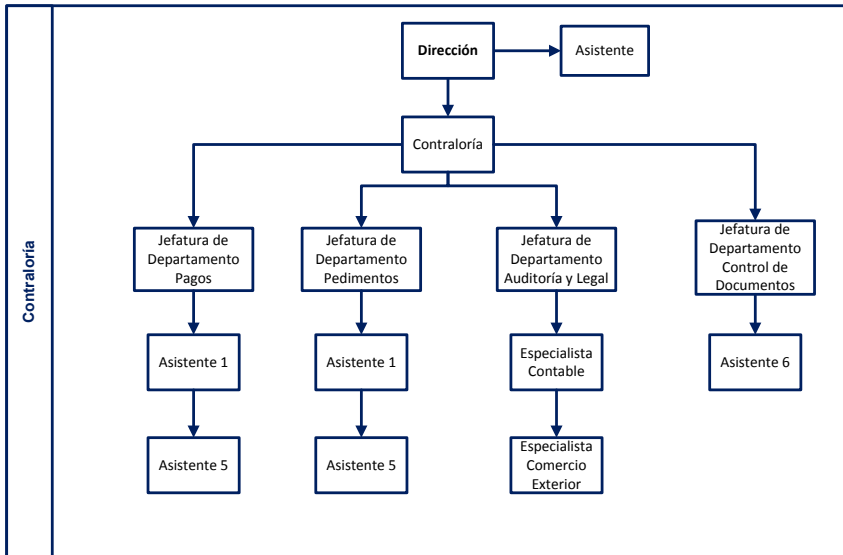 Contraloría
Dirección
Asistente
Contraloría
Jefatura de
Departamento
Pagos
Jefatura de
Departamento
Pedimentos
Jefatura de
Departamento
Auditoría y Legal
Jefatura de
Departamento
Control de
Documentos
Asistente 1
Asistente 1
Especialista
Contable
Asistente 6
Asistente 5
Asistente 5
Especialista
Comercio
Exterior